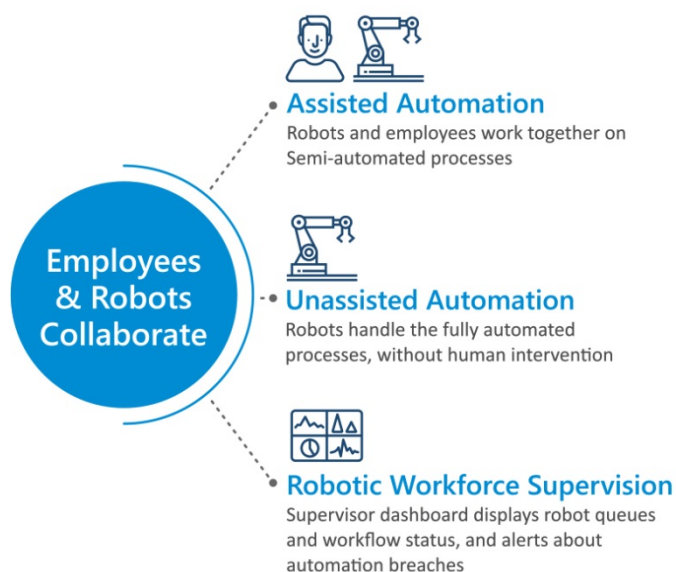 Employees
& Robots
Collaborate
Assisted Automation
Robots and employees work together on
Semi-automated processes
Unassisted Automation
Robots handle the fully automated
processes, without human intervention
Robotic Workforce Supervision
Supervisor dashboard displays robot queues
and workflow status, and alerts about
automation breaches